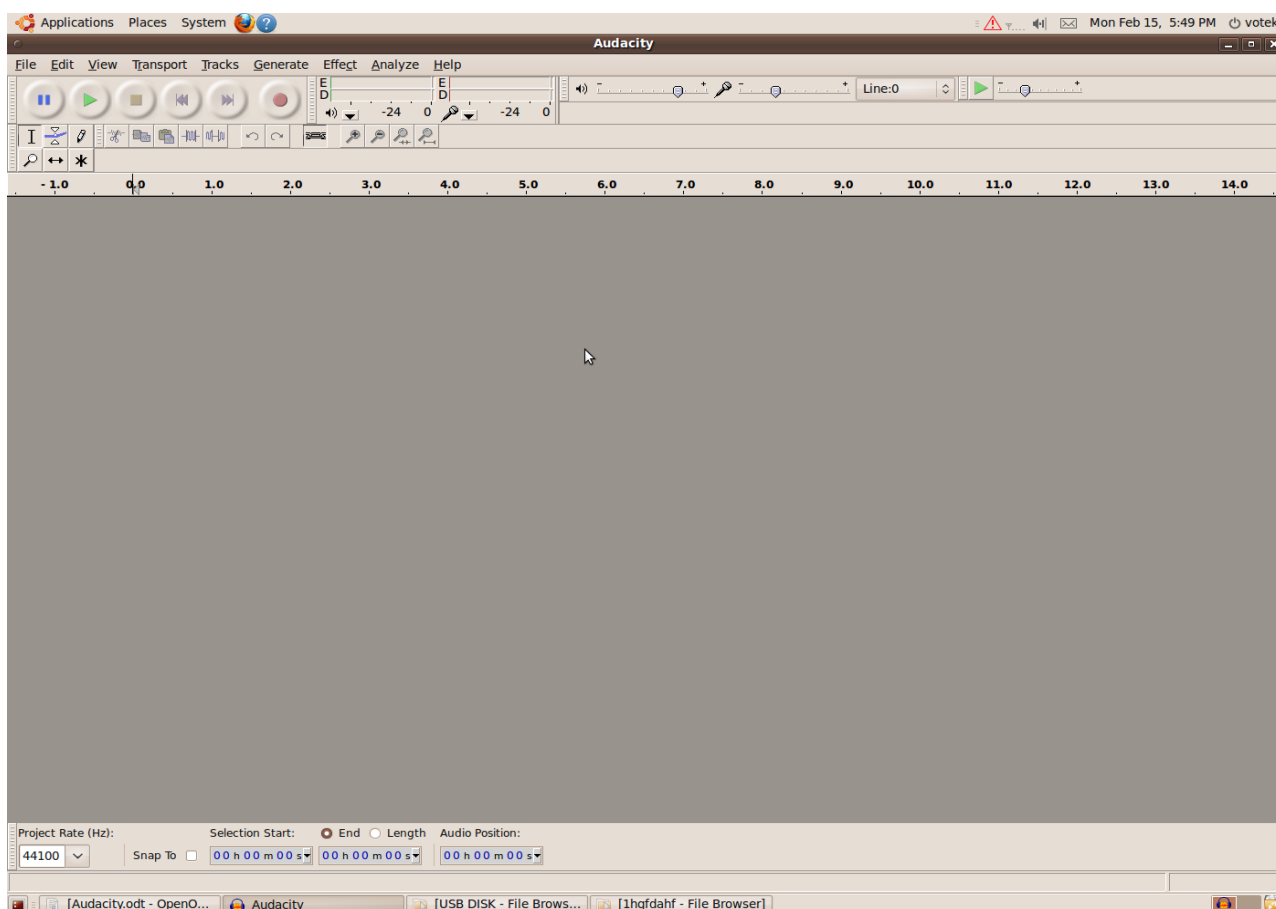 Applications Places System Mon Feb 15, 5:49 PM votek
Audacity
File Edit View Transport Tracks Generate Effect Analyze Help
E E
D D
-24 0 -24 0
- + - + Line:0 - +
- 1.0 0.0 1.0 2.0 3.0 4.0 5.0 6.0 7.0 8.0 9.0 10.0 11.0 12.0 13.0 14.0
Project Rate (Hz): Selection Start: End Length Audio Position:
44100 Snap To 00 h 00 m 00 s 00 h 00 m 00 s 00 h 00 m 00 s
[Audacity.odt - OpenO... Audacity [USB DISK - File Brows... [1hgfdahf - File Browser]